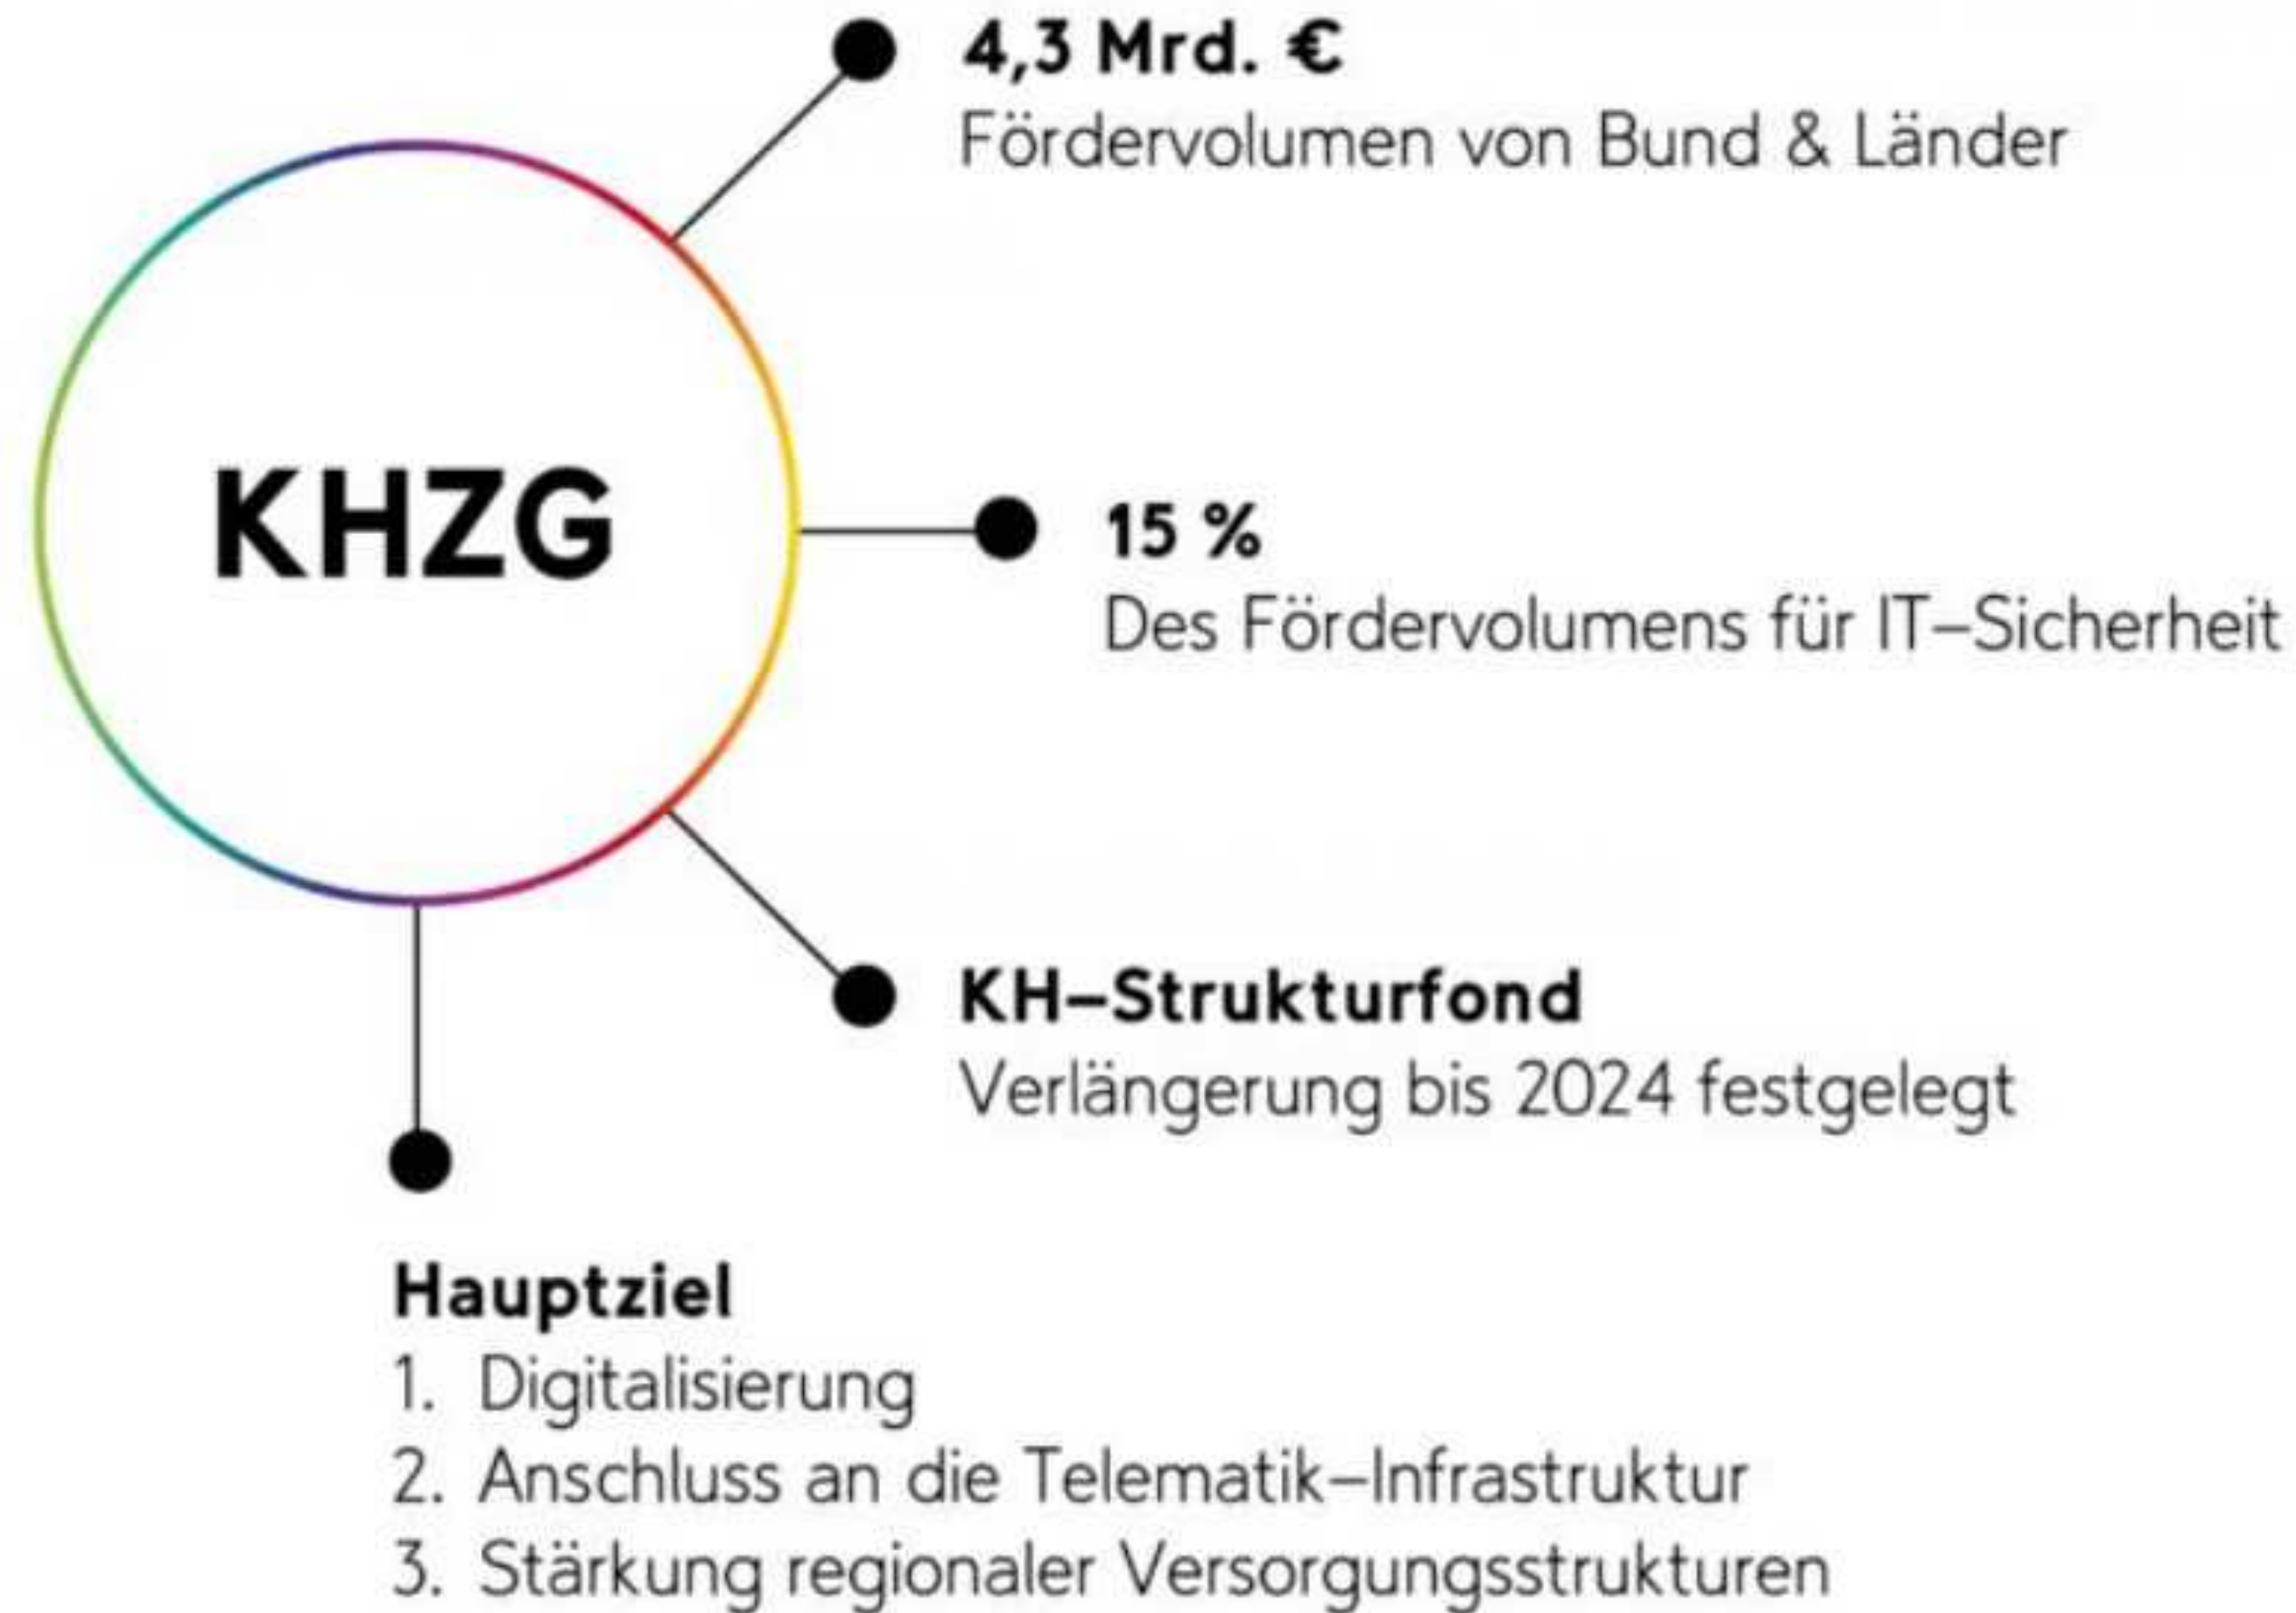 KHZG
4,3 Mrd. €
Fördervolumen von Bund & Länder
15 %
Des Fördervolumens für IT–Sicherheit
KH–Strukturfond
Verlängerung bis 2024 festgelegt
Hauptziel
1. Digitalisierung
2. Anschluss an die Telematik–Infrastruktur
3. Stärkung regionaler Versorgungsstrukturen